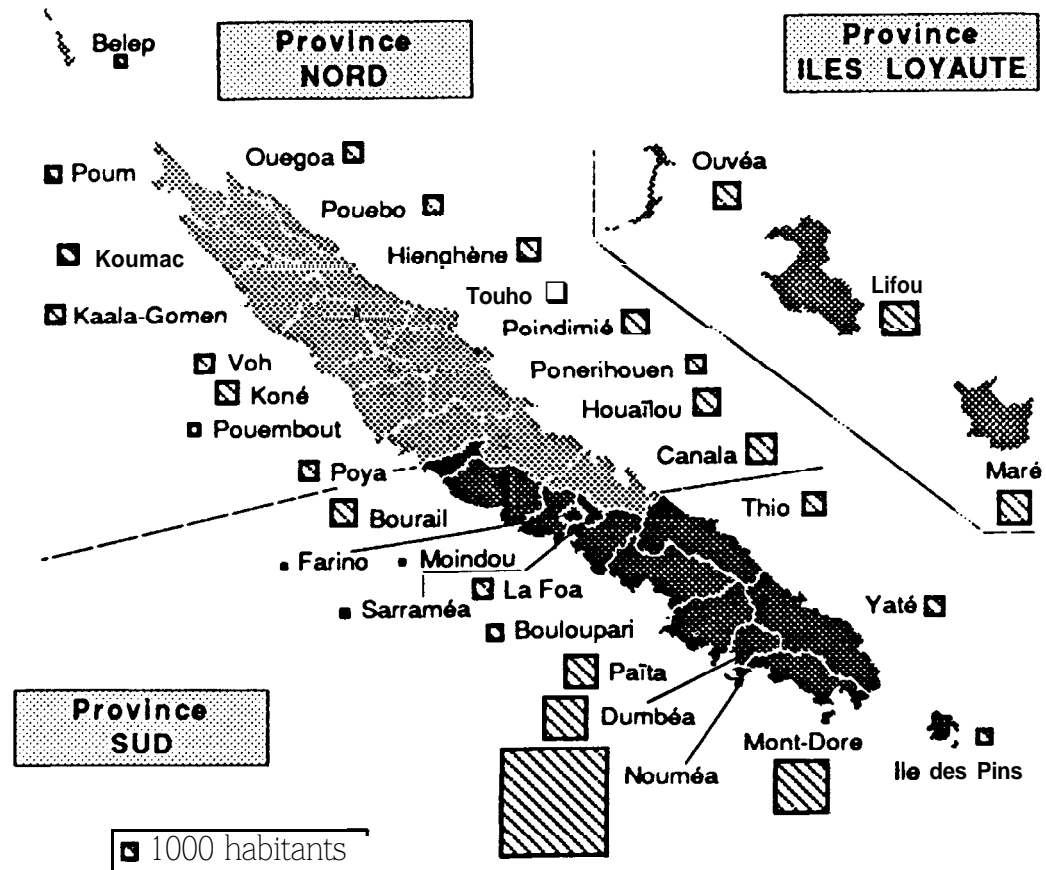 Belep
Province
NORD
Province
ILES LOYAUTE
Ouegoa
Poum
Ouvéa
Pouebo
Koumac
Hienghène
Lifou
Touho
Kaala-Gomen
Poindimié
Voh
Ponerihouen
Koné
Houaïlou
Pouembout
Canala
Poya
Maré
Thio
Bourail
Farino
Moindou
La Foa
Sarraméa
Yaté
Bouloupari
Païta
Province
SUD
Dumbéa
Mont-Dore
Nouméa
Ile des Pins
1000 habitants